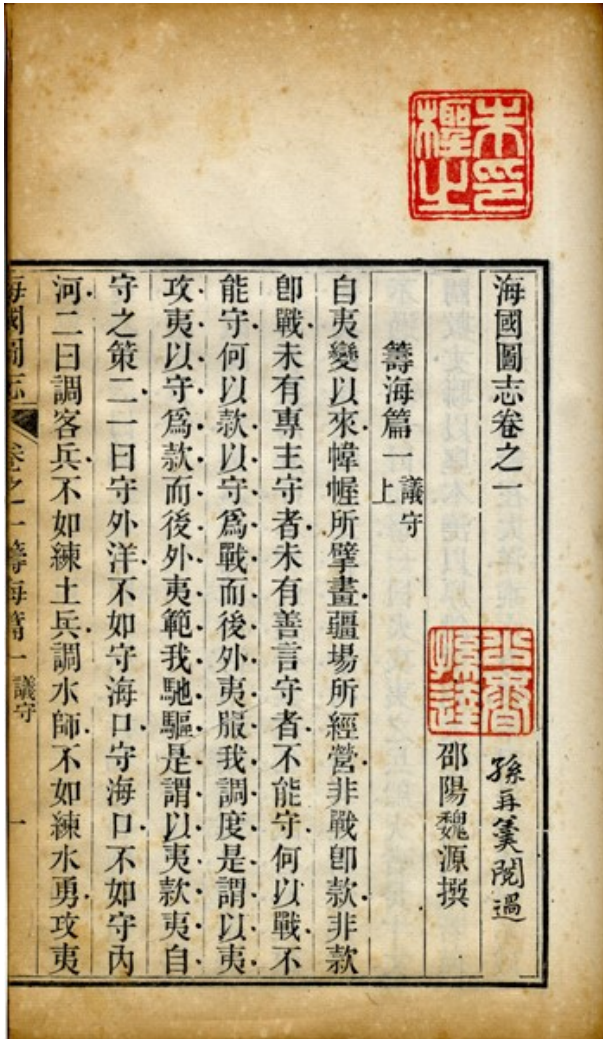 朱檉之印
海國圖志卷之一
孫再羹閱過
邵陽魏源撰
籌海篇一 議守上
自夷變以來幃幄所擘畫疆場所經營非戰卽款非款
卽戰未有專主守者未有善言守者不能守何以戰不
能守何以款以守爲戰而後外夷服我調度是謂以夷
攻夷以守爲款而後外夷範我馳驅是謂以夷款夷自
守之策二一曰守外洋不如守海口守海口不如守內
河二曰調客兵不如練土兵調水師不如練水勇攻夷
海國圖志 卷之一籌海篇一 議守 一